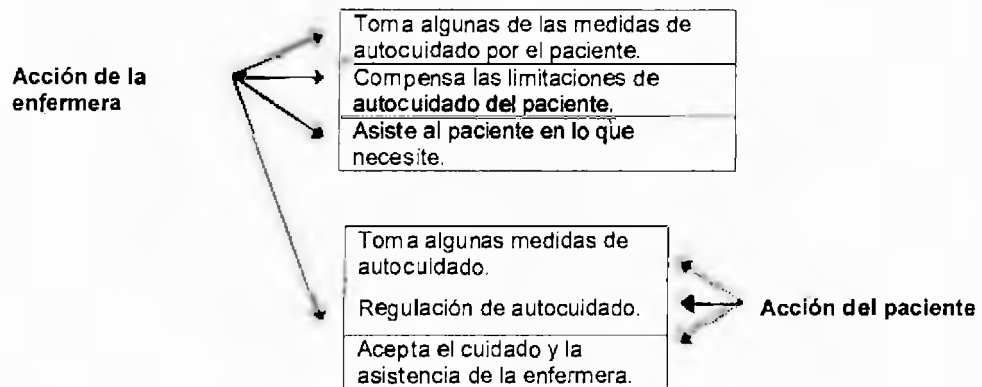 Toma algunas de las medidas de
autocuidado por el paciente.
Acción de la
enfermera
Compensa las limitaciones de
autocuidado del paciente.
Asiste al paciente en lo que
necesite.
Toma algunas medidas de
autocuidado.
Regulación de autocuidado.
Acción del paciente
Acepta el cuidado y la
asistencia de la enfermera.